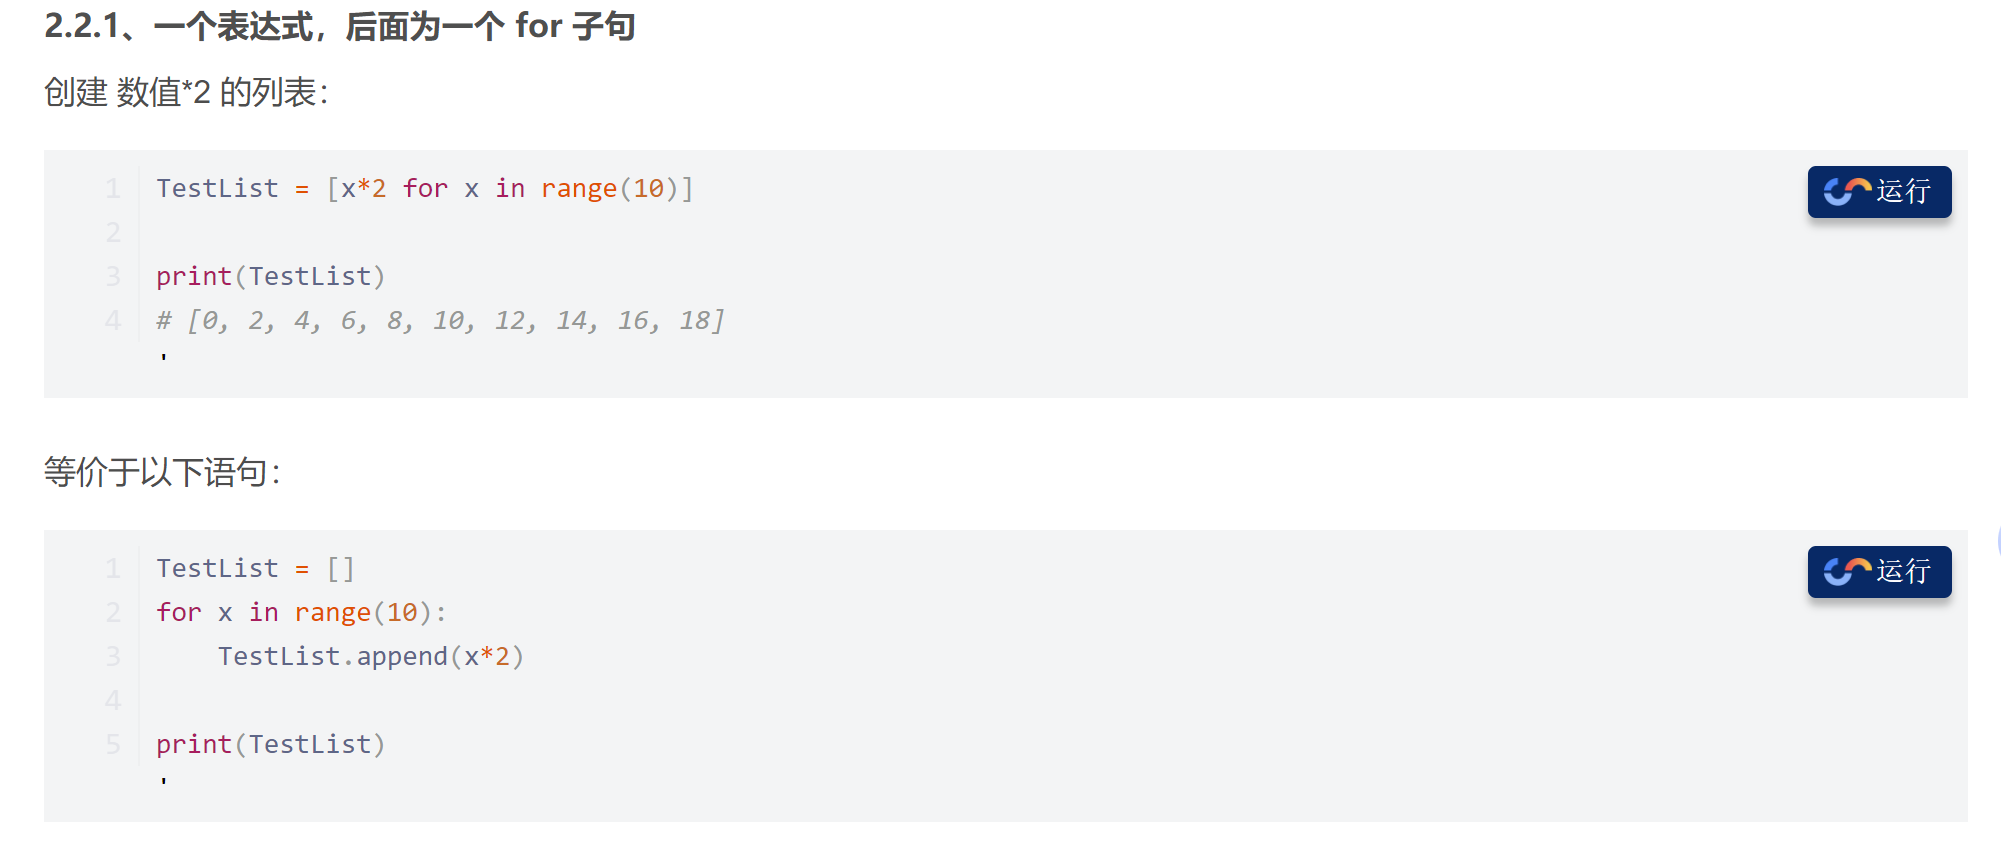 2.2.1、一个表达式，后面为一个 for 子句
创建 数值*2 的列表：
1 TestList = [x*2 for x in range(10)]
运行
2
3 print(TestList)
4 # [0, 2, 4, 6, 8, 10, 12, 14, 16, 18]
'
等价于以下语句：
1 TestList = []
运行
2 for x in range(10):
3     TestList.append(x*2)
4
5 print(TestList)
'